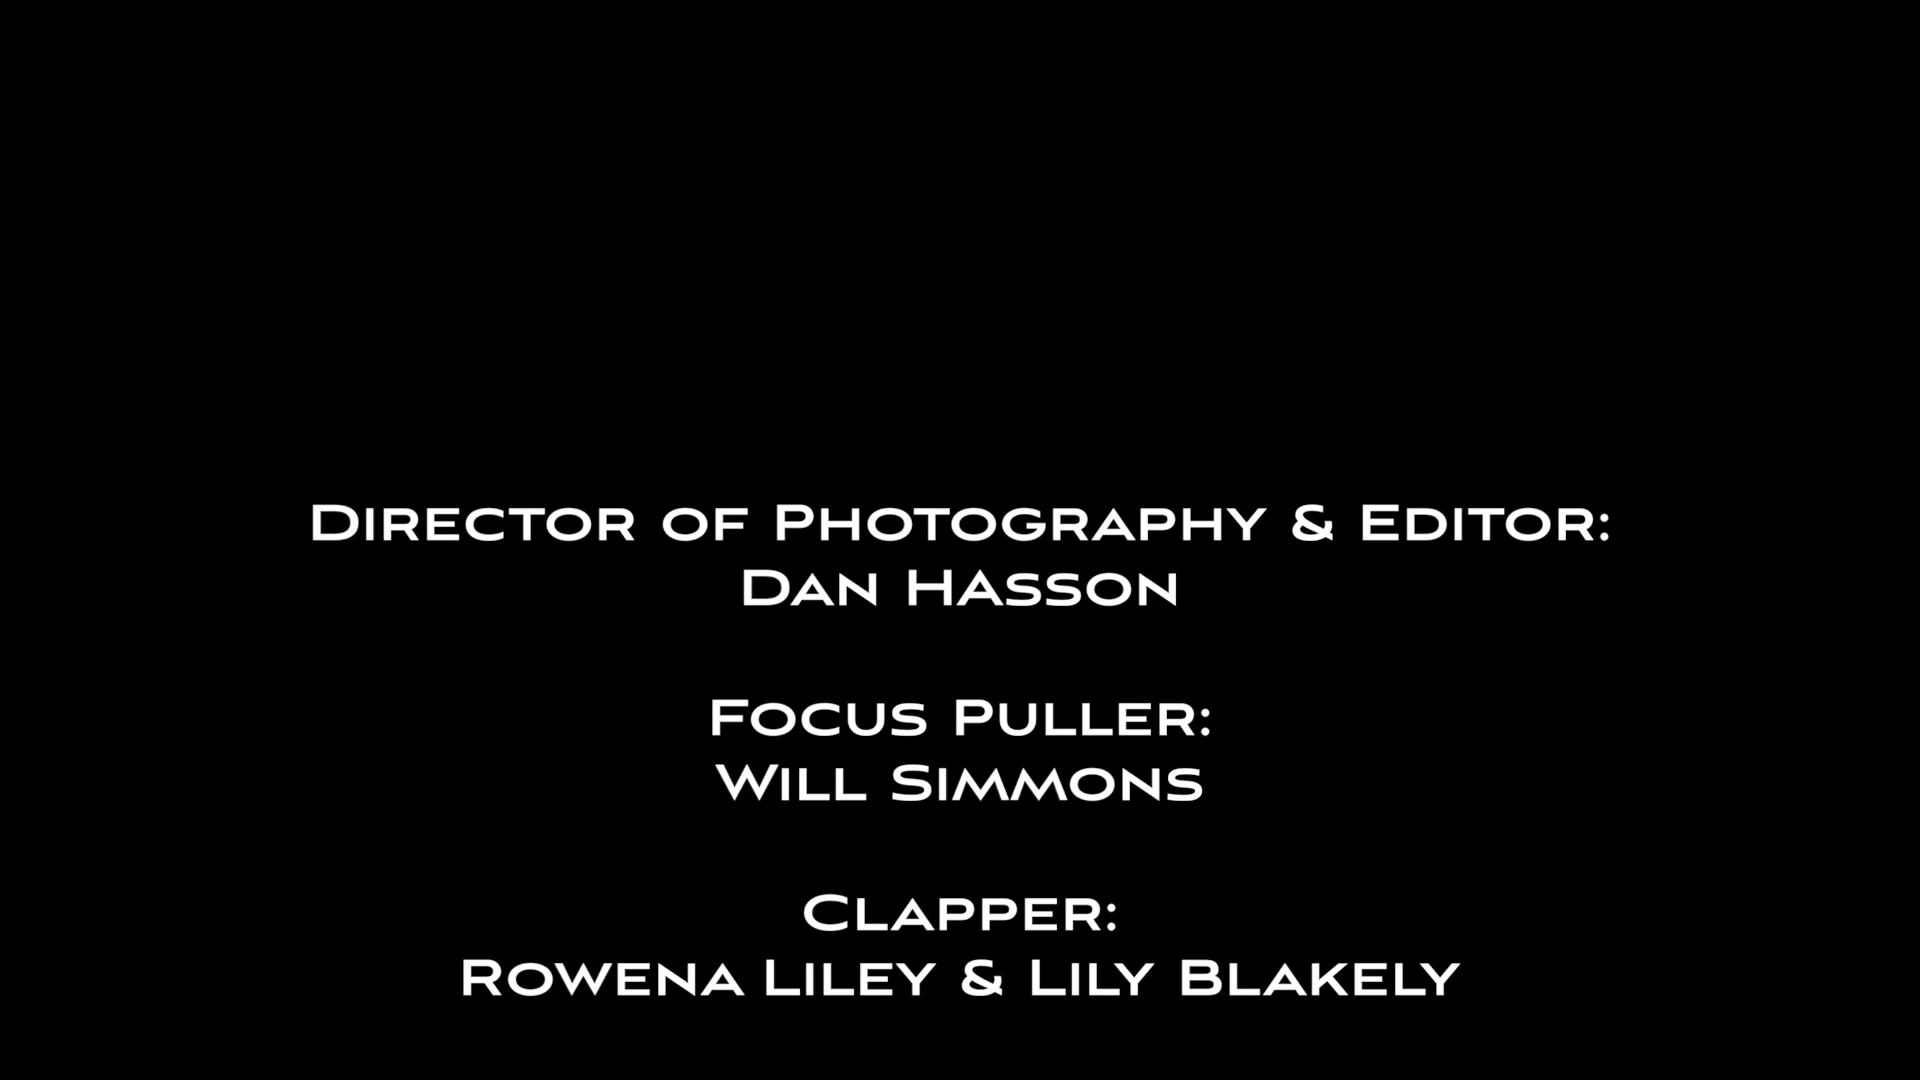 Director of Photography & Editor:
Dan HAsson
Focus Puller:
Will Simmons
Clapper:
Rowena Liley & Lily Blakely